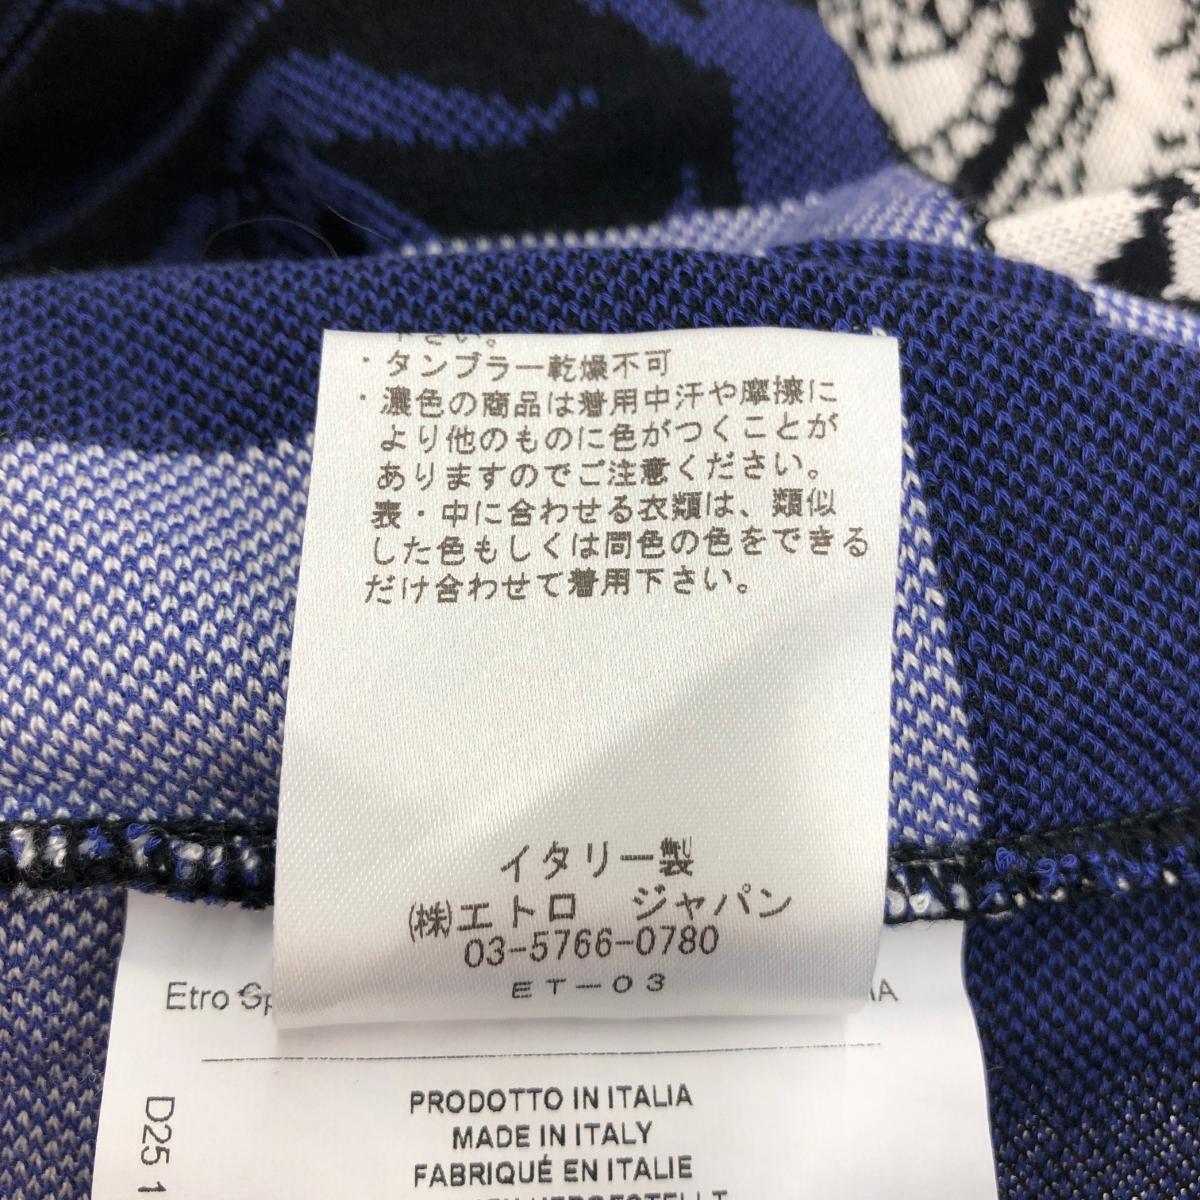 下さい。
・タンブラー乾燥不可
・濃色の商品は着用中汗や摩擦に
より他のものに色がつくことが
ありますのでご注意ください。
表・中に合わせる衣類は、類似
した色もしくは同色の色をできる
だけ合わせて着用下さい。
イタリー製
(株)エトロ ジャパン
03-5766-0780
ET-03
Etro
PRODOTTO IN ITALIA
MADE IN ITALY
FABRIQUÉ EN ITALIE
D25 1